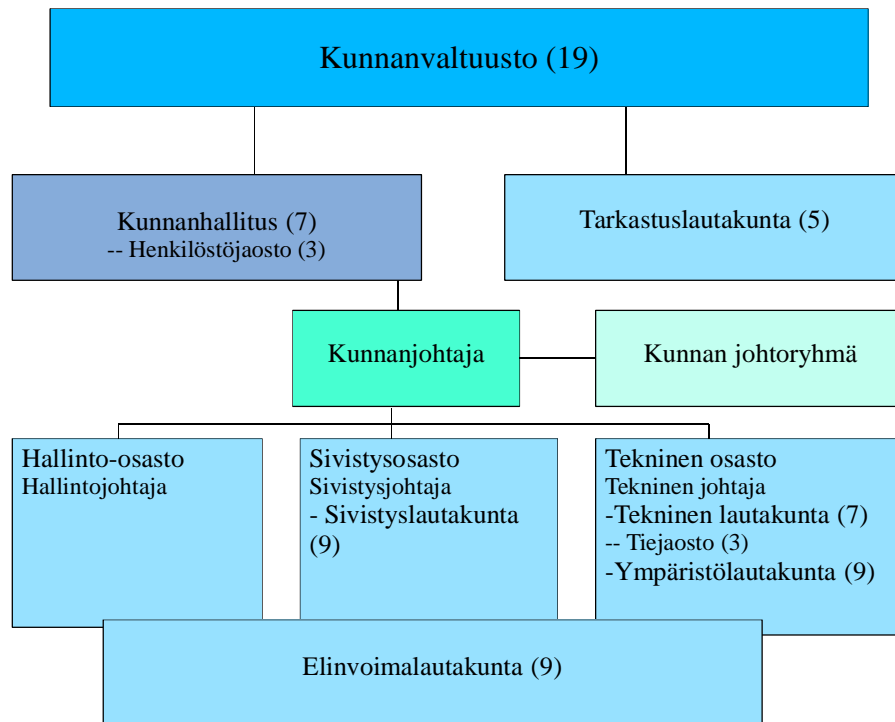 Kunnanvaltuusto (19)
Kunnanhallitus (7)
-- Henkilöstöjaosto (3)
Tarkastuslautakunta (5)
Kunnanjohtaja
Kunnan johtoryhmä
Hallinto-osasto
Hallintojohtaja
Sivistysosasto
Sivistysjohtaja
- Sivistyslautakunta
(9)
Tekninen osasto
Tekninen johtaja
-Tekninen lautakunta (7)
-- Tiejaosto (3)
-Ympäristölautakunta (9)
Elinvoimalautakunta (9)